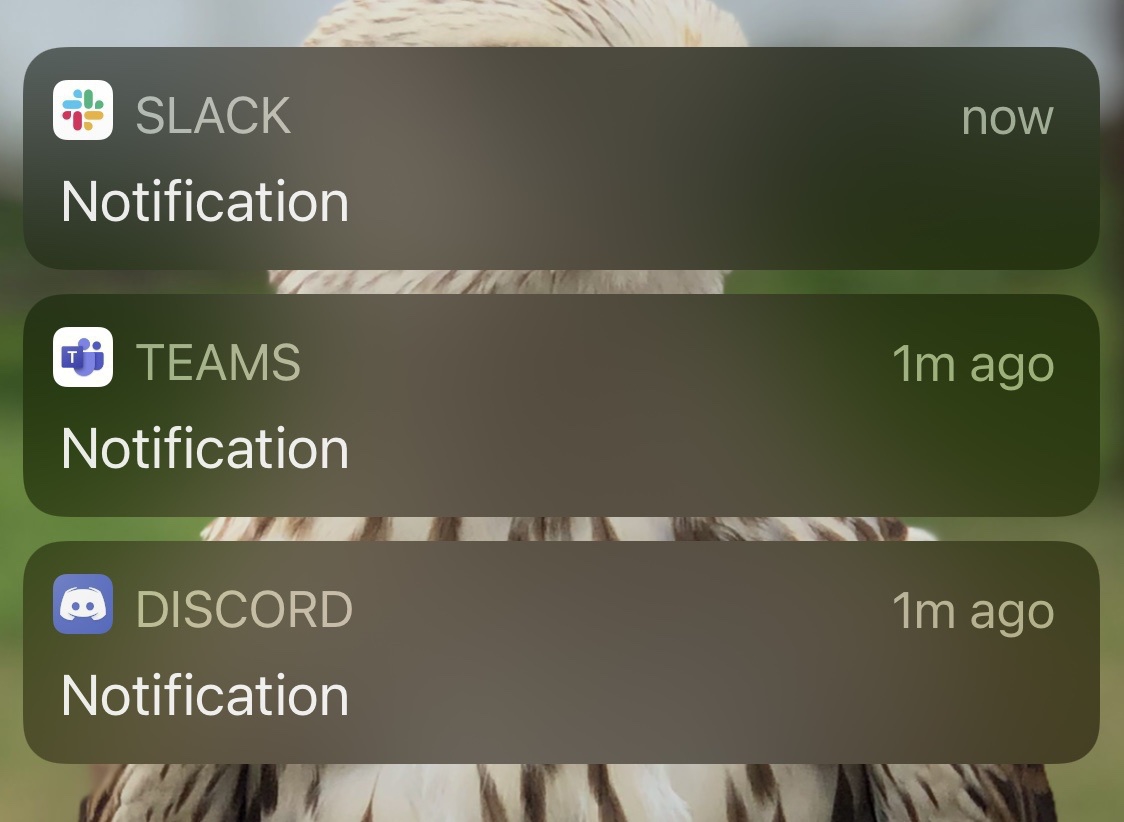 SLACK now
Notification
T TEAMS 1m ago
Notification
DISCORD 1m ago
Notification